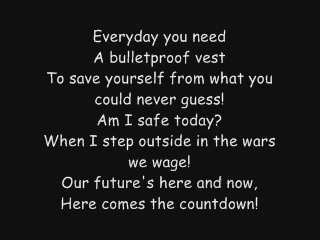 Everyday you need
A bulletproof vest
To save yourself from what you
could never guess!
Am I safe today?
When I step outside in the wars
we wage!
Our future's here and now,
Here comes the countdown!